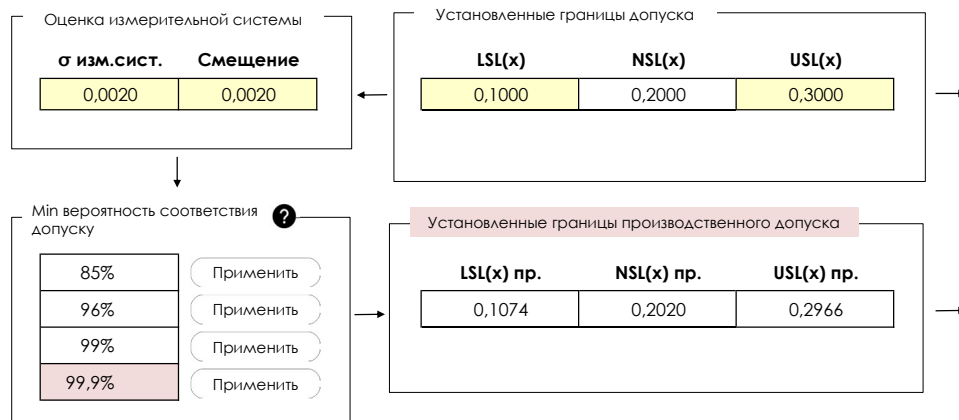 Оценка измерительной системы
σ изм.сист. Смещение
0,0020 0,0020
Установленные границы допуска
LSL(x) NSL(x) USL(x)
0,1000 0,2000 0,3000
Min вероятность соответствия
допуску
?
85% Применить
96% Применить
99% Применить
99,9% Применить
Установленные границы производственного допуска
LSL(x) пр. NSL(x) пр. USL(x) пр.
0,1074 0,2020 0,2966